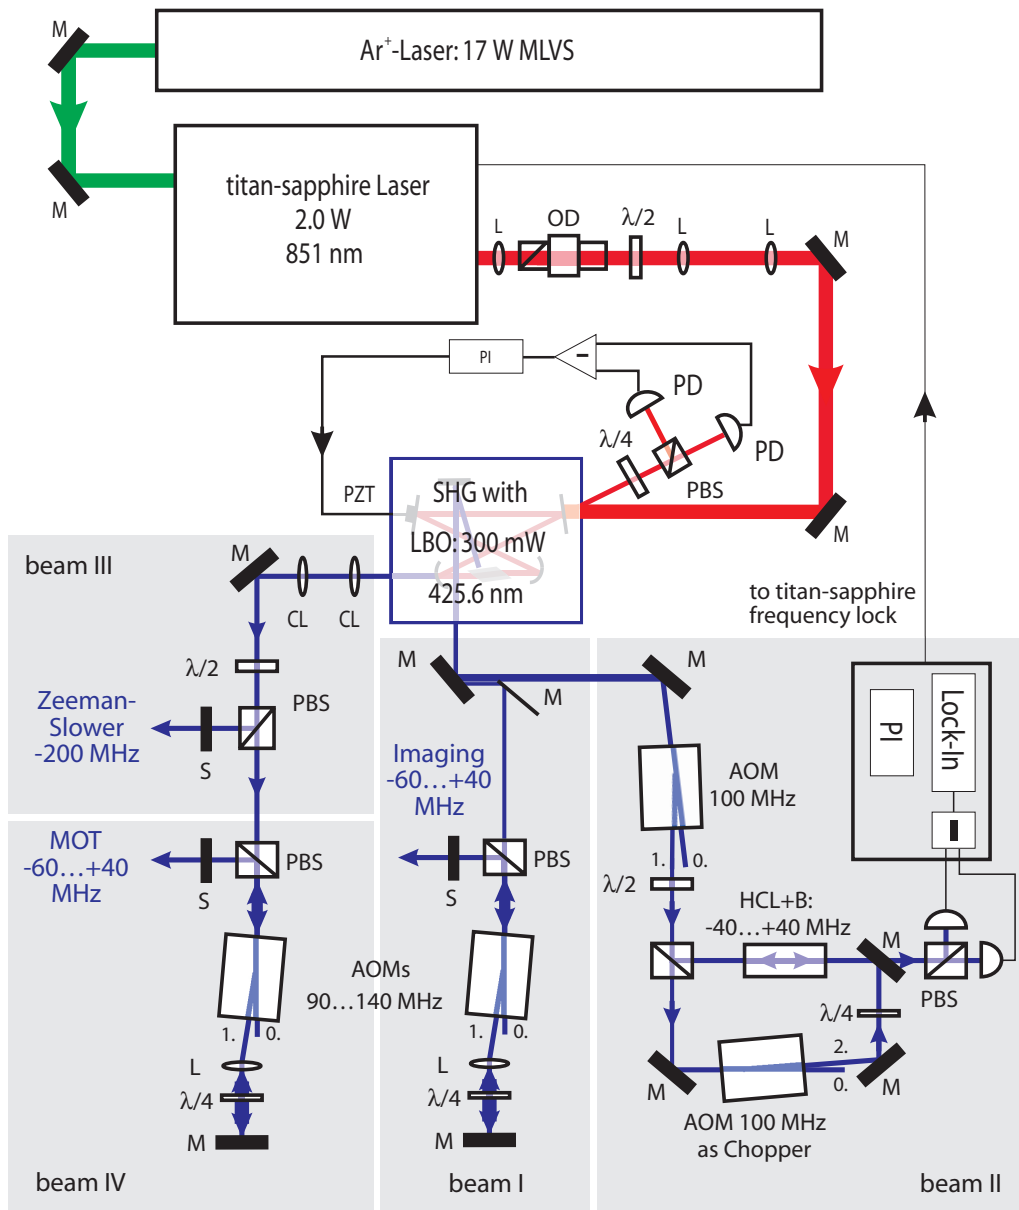 M
Ar+-Laser: 17 W MLVS
M
titan-sapphire Laser
2.0 W
851 nm
L
OD
λ/2
L
L
M
PI
-
PD
λ/4
PD
PBS
PZT
SHG with
LBO: 300 mW
425.6 nm
M
beam III
M
CL
CL
λ/2
PBS
Zeeman-
Slower
-200 MHz
S
to titan-sapphire
frequency lock
M
M
M
Imaging
-60...+40
MHz
AOM
100 MHz
PI
Lock-In
MOT
-60...+40
MHz
S
PBS
S
PBS
1.
0.
λ/2
HCL+B:
-40...+40 MHz
M
PBS
AOMs
90...140 MHz
1.
0.
1.
0.
λ/4
L
λ/4
M
L
λ/4
M
M
2.
0.
M
AOM 100 MHz
as Chopper
beam IV
beam I
beam II